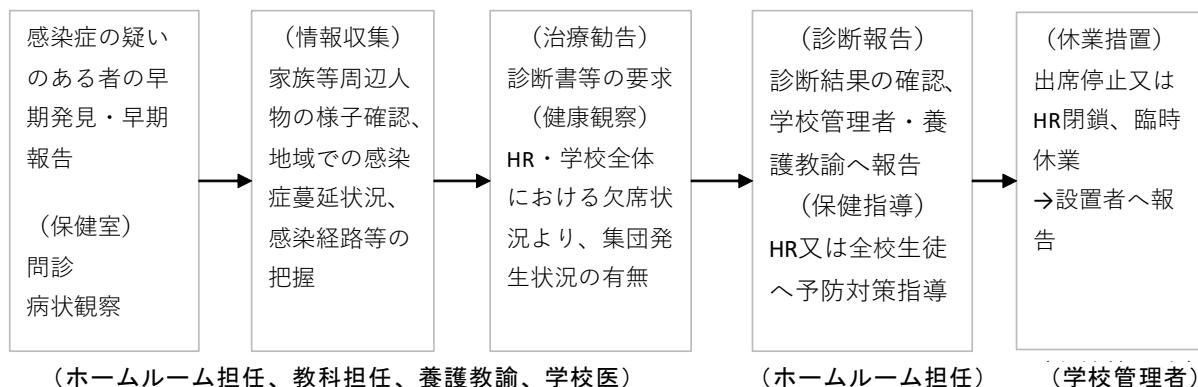 感染症の疑い
のある者の早
期発見・早期
報告
（保健室）
問診
病状観察
（情報収集）
家族等周辺人
物の様子確認、
地域での感染
症蔓延状況、
感染経路等の
把握
（治療勧告）
診断書等の要求
（健康観察）
HR・学校全体
における欠席状
況より、集団発
生状況の有無
（診断報告）
診断結果の確認、
学校管理者・養
護教諭へ報告
（保健指導）
HR又は全校生徒
へ予防対策指導
（休業措置）
出席停止又は
HR閉鎖、臨時
休業
→設置者へ報
告
（ホームルーム担任、教科担任、養護教諭、学校医）
（ホームルーム担任）
（学校管理者）